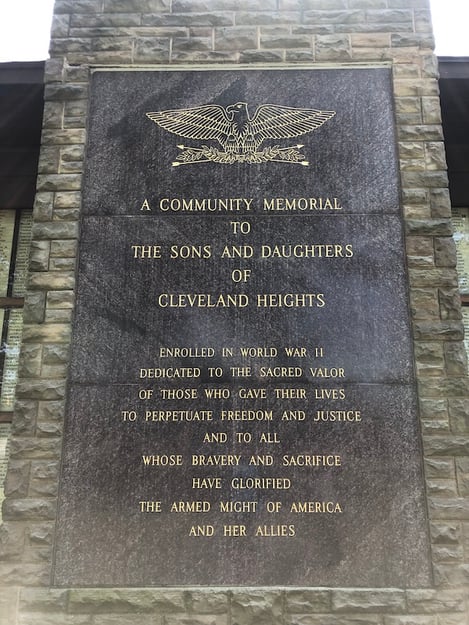 A COMMUNITY MEMORIAL
TO
THE SONS AND DAUGHTERS
OF
CLEVELAND HEIGHTS
ENROLLED IN WORLD WAR II
DEDICATED TO THE SACRED VALOR
OF THOSE WHO GAVE THEIR LIVES
TO PERPETUATE FREEDOM AND JUSTICE
AND TO ALL
WHOSE BRAVERY AND SACRIFICE
HAVE GLORIFIED
THE ARMED MIGHT OF AMERICA
AND HER ALLIES